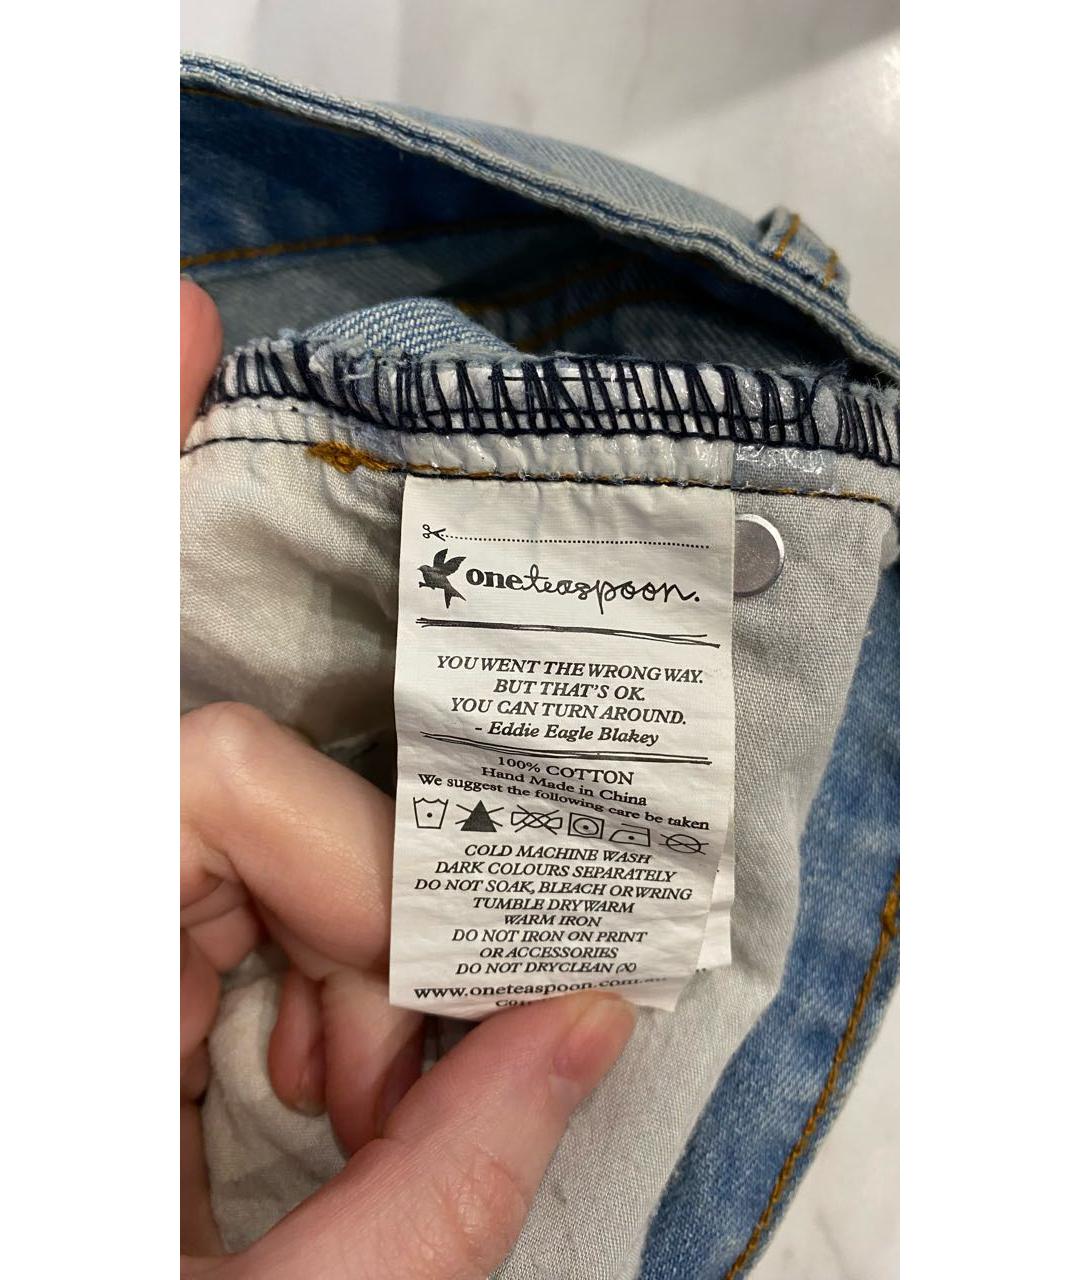 oneteaspoon.
YOU WENT THE WRONG WAY.
BUT THAT'S OK.
YOU CAN TURN AROUND.
- Eddie Eagle Blakey
100% COTTON
Hand Made in China
We suggest the following care be taken
COLD MACHINE WASH
DARK COLOURS SEPARATELY
DO NOT SOAK, BLEACH OR WRING
TUMBLE DRY WARM
WARM IRON
DO NOT IRON ON PRINT
OR ACCESSORIES
DO NOT DRYCLEAN (X)
www.oneteaspoon.com.au